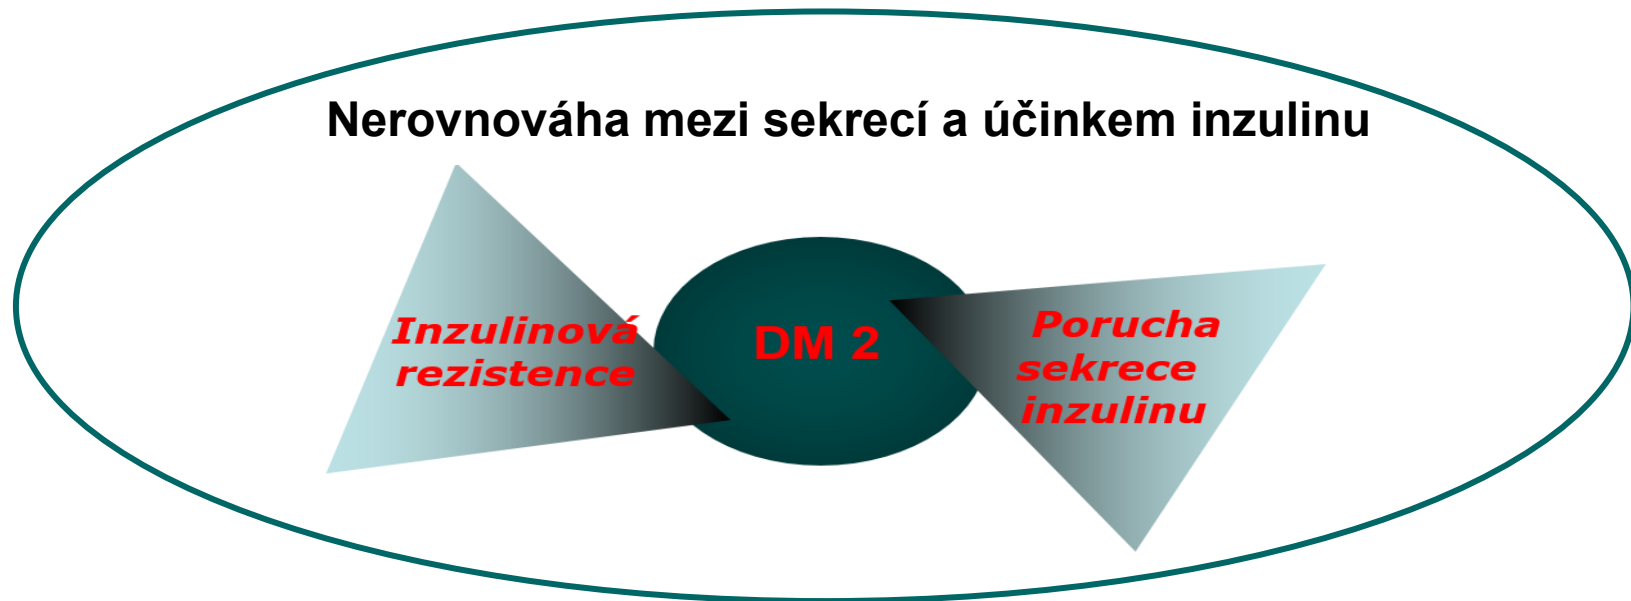 Nerovnováha mezi sekrecí a účinkem inzulinu
Inzulinová
rezistence
DM 2
Porucha
sekrece
inzulinu